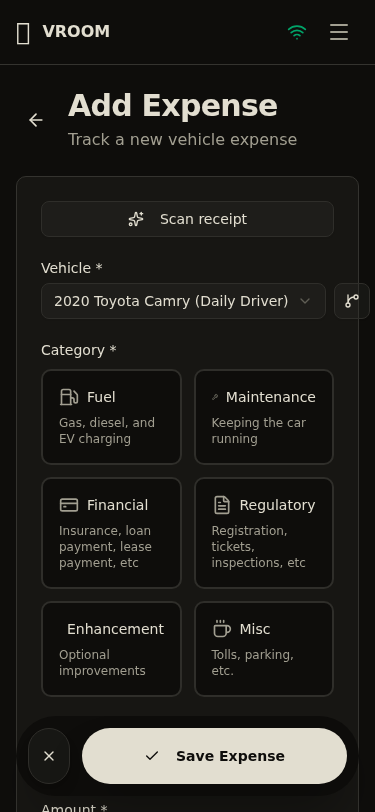 VROOM
Add Expense
Track a new vehicle expense
Scan receipt
Vehicle *
2020 Toyota Camry (Daily Driver)
Category *
Fuel
Gas, diesel, and
EV charging
Maintenance
Keeping the car
running
Financial
Insurance, loan
payment, lease
payment, etc
Regulatory
Registration,
tickets,
inspections, etc
Enhancement
Optional
improvements
Misc
Tolls, parking,
etc.
Save Expense
Amount *